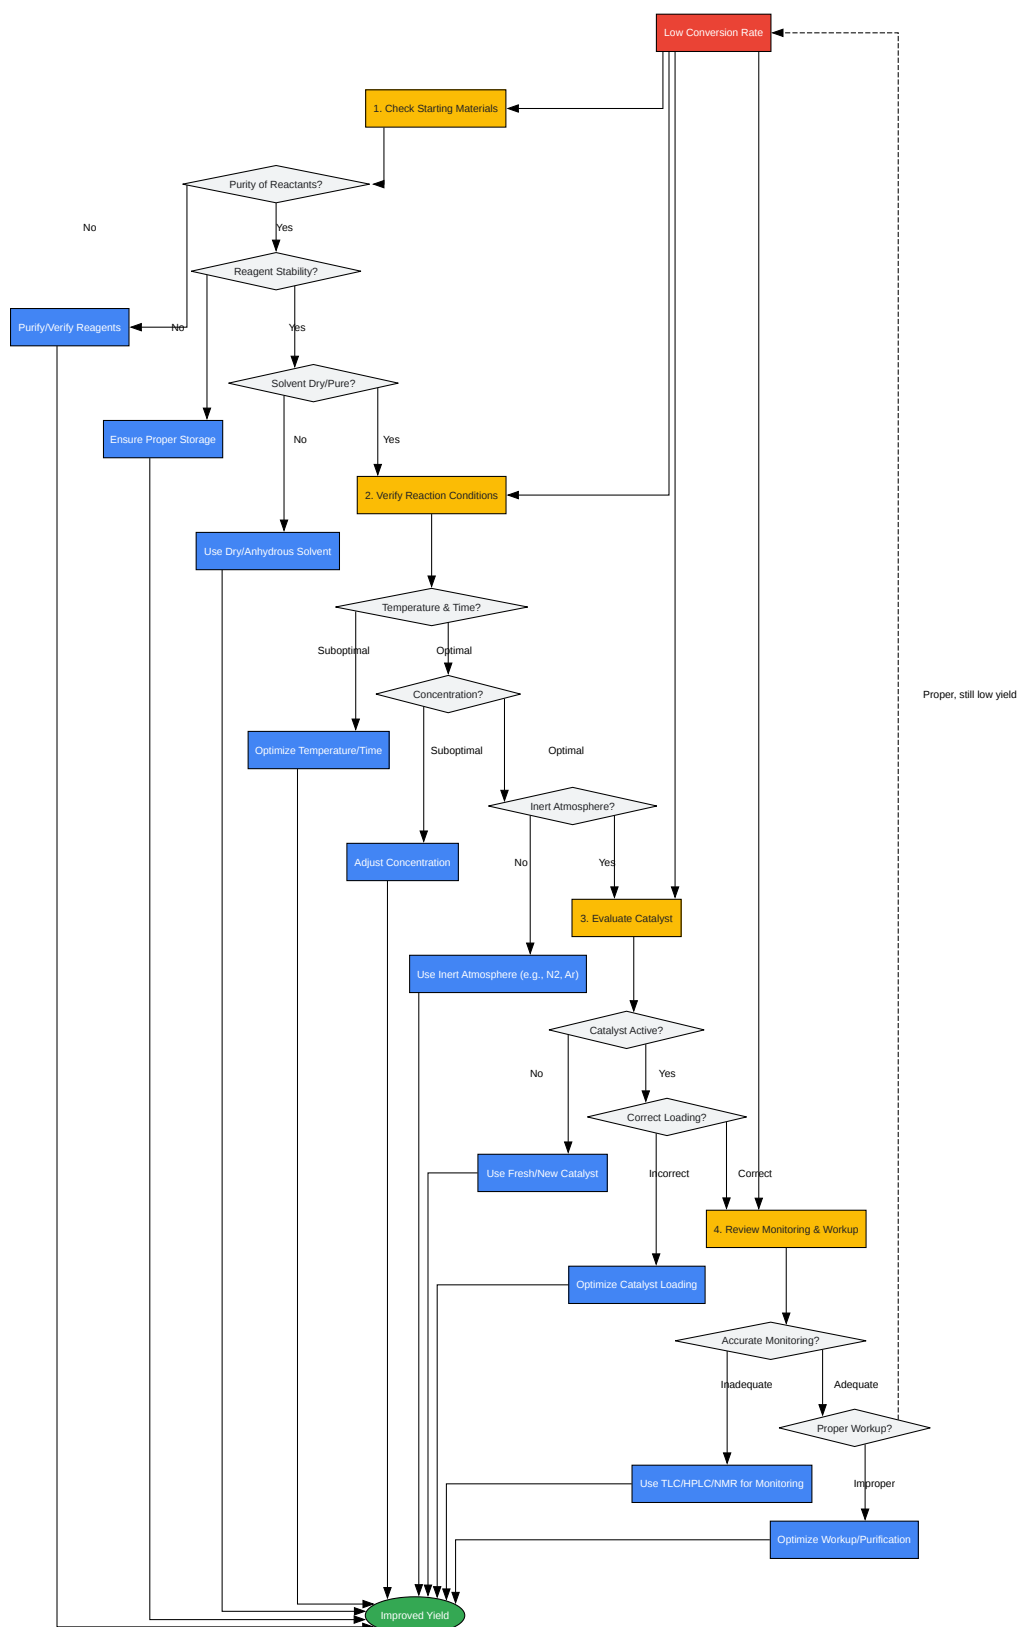 Low Conversion Rate
1. Check Starting Materials
Purity of Reactants?
No
Yes
Reagent Stability?
Purify/Verify Reagents
No
Yes
Solvent Dry/Pure?
Ensure Proper Storage
No
Yes
2. Verify Reaction Conditions
Use Dry/Anhydrous Solvent
Temperature & Time?
Suboptimal
Optimal
Concentration?
Proper, still low yield
Optimize Temperature/Time
Suboptimal
Optimal
Inert Atmosphere?
Adjust Concentration
No
Yes
3. Evaluate Catalyst
Use Inert Atmosphere (e.g., N2, Ar)
Catalyst Active?
No
Yes
Correct Loading?
Use Fresh/New Catalyst
Incorrect
Correct
4. Review Monitoring & Workup
Optimize Catalyst Loading
Accurate Monitoring?
Inadequate
Adequate
Proper Workup?
Use TLC/HPLC/NMR for Monitoring
Improper
Optimize Workup/Purification
Improved Yield